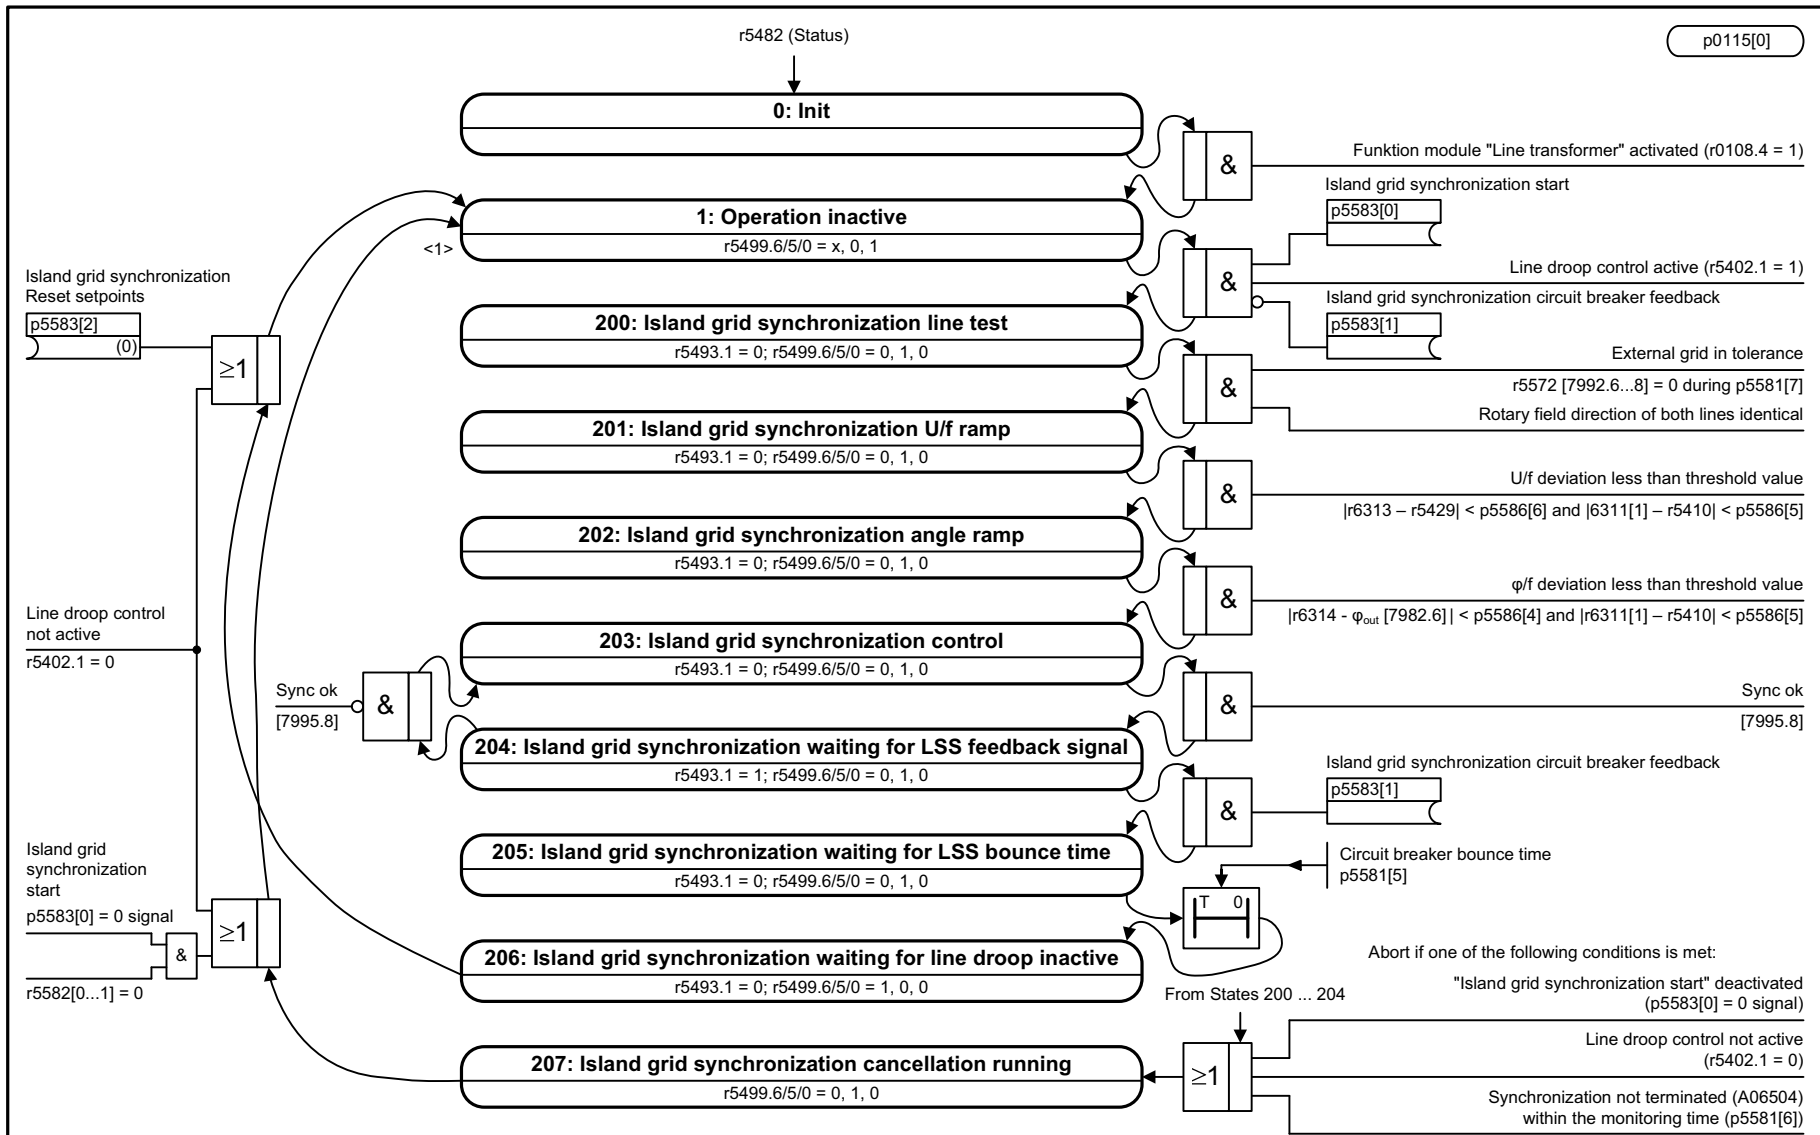 r5482 (Status)
p0115[0]
0: Init
&
Funktion module "Line transformer" activated (r0108.4 = 1)
Island grid synchronization start
p5583[0]
1: Operation inactive
r5499.6/5/0 = x, 0, 1
<1>
&
Line droop control active (r5402.1 = 1)
Island grid synchronization circuit breaker feedback
p5583[1]
Island grid synchronization
Reset setpoints
p5583[2]
(0)
≥1
200: Island grid synchronization line test
r5493.1 = 0; r5499.6/5/0 = 0, 1, 0
&
External grid in tolerance
r5572 [7992.6...8] = 0 during p5581[7]
Rotary field direction of both lines identical
201: Island grid synchronization U/f ramp
r5493.1 = 0; r5499.6/5/0 = 0, 1, 0
&
U/f deviation less than threshold value
|r6313 – r5429| < p5586[6] and |6311[1] – r5410| < p5586[5]
202: Island grid synchronization angle ramp
r5493.1 = 0; r5499.6/5/0 = 0, 1, 0
&
φ/f deviation less than threshold value
|r6314 - φout [7982.6] | < p5586[4] and |r6311[1] – r5410| < p5586[5]
Line droop control
not active
r5402.1 = 0
203: Island grid synchronization control
r5493.1 = 0; r5499.6/5/0 = 0, 1, 0
Sync ok
[7995.8]
&
&
Sync ok
[7995.8]
204: Island grid synchronization waiting for LSS feedback signal
r5493.1 = 1; r5499.6/5/0 = 0, 1, 0
&
Island grid synchronization circuit breaker feedback
p5583[1]
205: Island grid synchronization waiting for LSS bounce time
r5493.1 = 0; r5499.6/5/0 = 0, 1, 0
Circuit breaker bounce time
p5581[5]
T 0
Island grid
synchronization
start
p5583[0] = 0 signal
&
r5582[0...1] = 0
≥1
206: Island grid synchronization waiting for line droop inactive
r5493.1 = 0; r5499.6/5/0 = 1, 0, 0
From States 200 ... 204
Abort if one of the following conditions is met:
"Island grid synchronization start" deactivated
(p5583[0] = 0 signal)
Line droop control not active
(r5402.1 = 0)
Synchronization not terminated (A06504)
within the monitoring time (p5581[6])
≥1
207: Island grid synchronization cancellation running
r5499.6/5/0 = 0, 1, 0